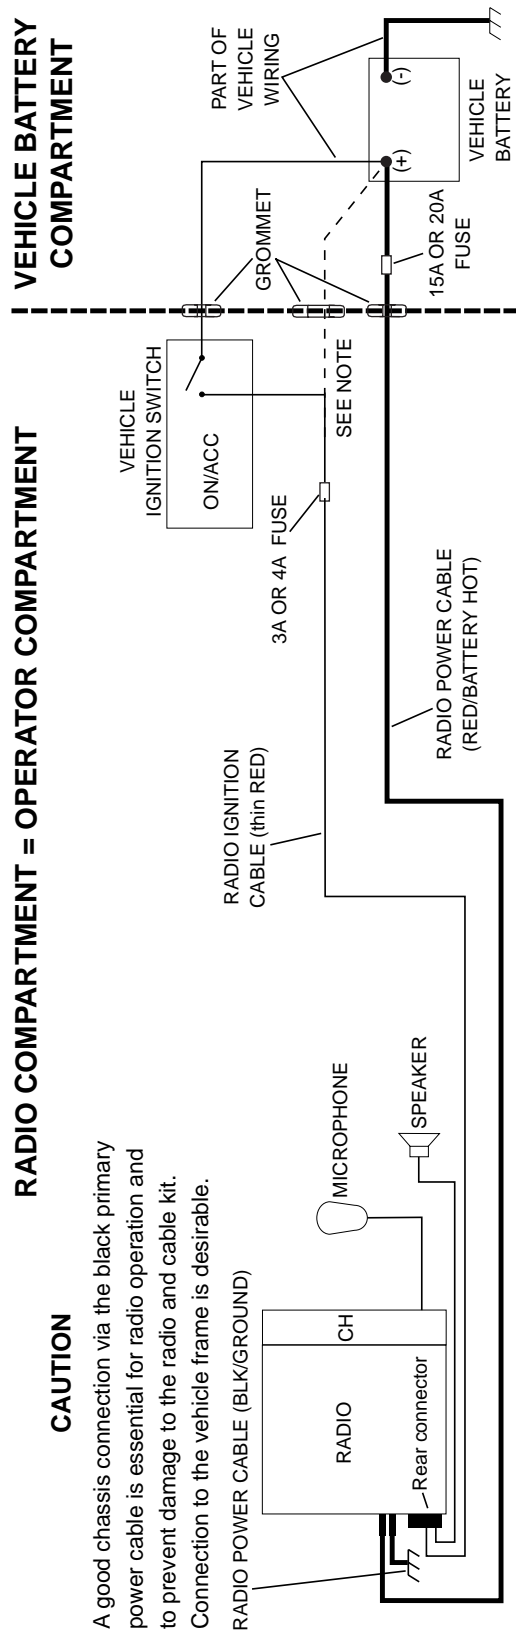 RADIO COMPARTMENT = OPERATOR COMPARTMENT
VEHICLE BATTERY
COMPARTMENT
CAUTION
A good chassis connection via the black primary
power cable is essential for radio operation and
to prevent damage to the radio and cable kit.
Connection to the vehicle frame is desirable.
RADIO POWER CABLE (BLK/GROUND)
RADIO
CH
Rear connector
MICROPHONE
SPEAKER
RADIO IGNITION
CABLE (thin RED)
RADIO POWER CABLE
(RED/BATTERY HOT)
3A OR 4A FUSE
VEHICLE
IGNITION SWITCH
ON/ACC
SEE NOTE
GROMMET
15A OR 20A
FUSE
PART OF
VEHICLE
WIRING
(+)
(-)
VEHICLE
BATTERY